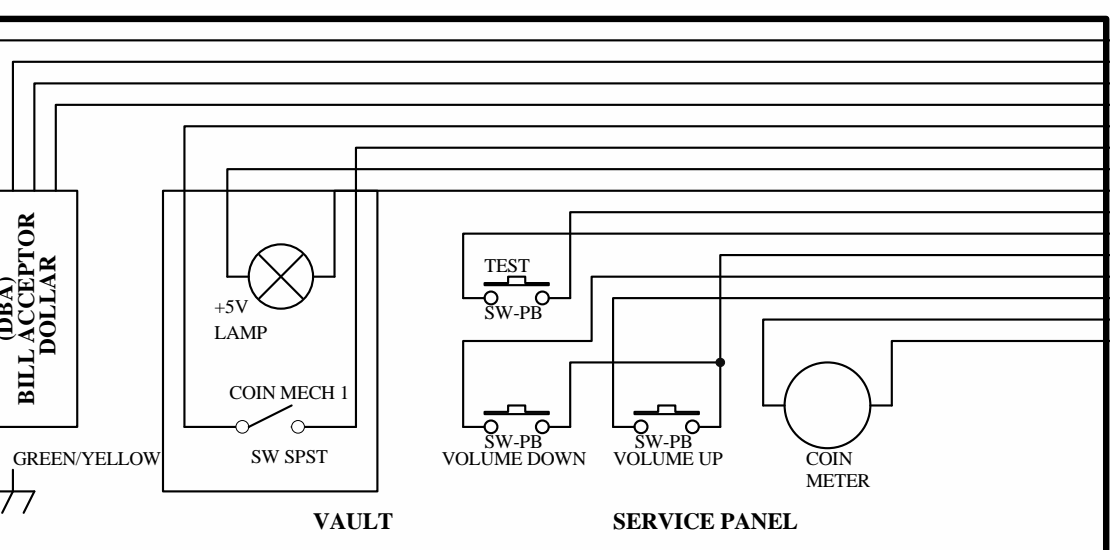 (DBA)
BILL ACCEPTOR
DOLLAR
TEST
SW-PB
+5V
LAMP
COIN MECH 1
SW SPST
SW-PB
VOLUME DOWN
SW-PB
VOLUME UP
COIN
METER
GREEN/YELLOW
VAULT
SERVICE PANEL